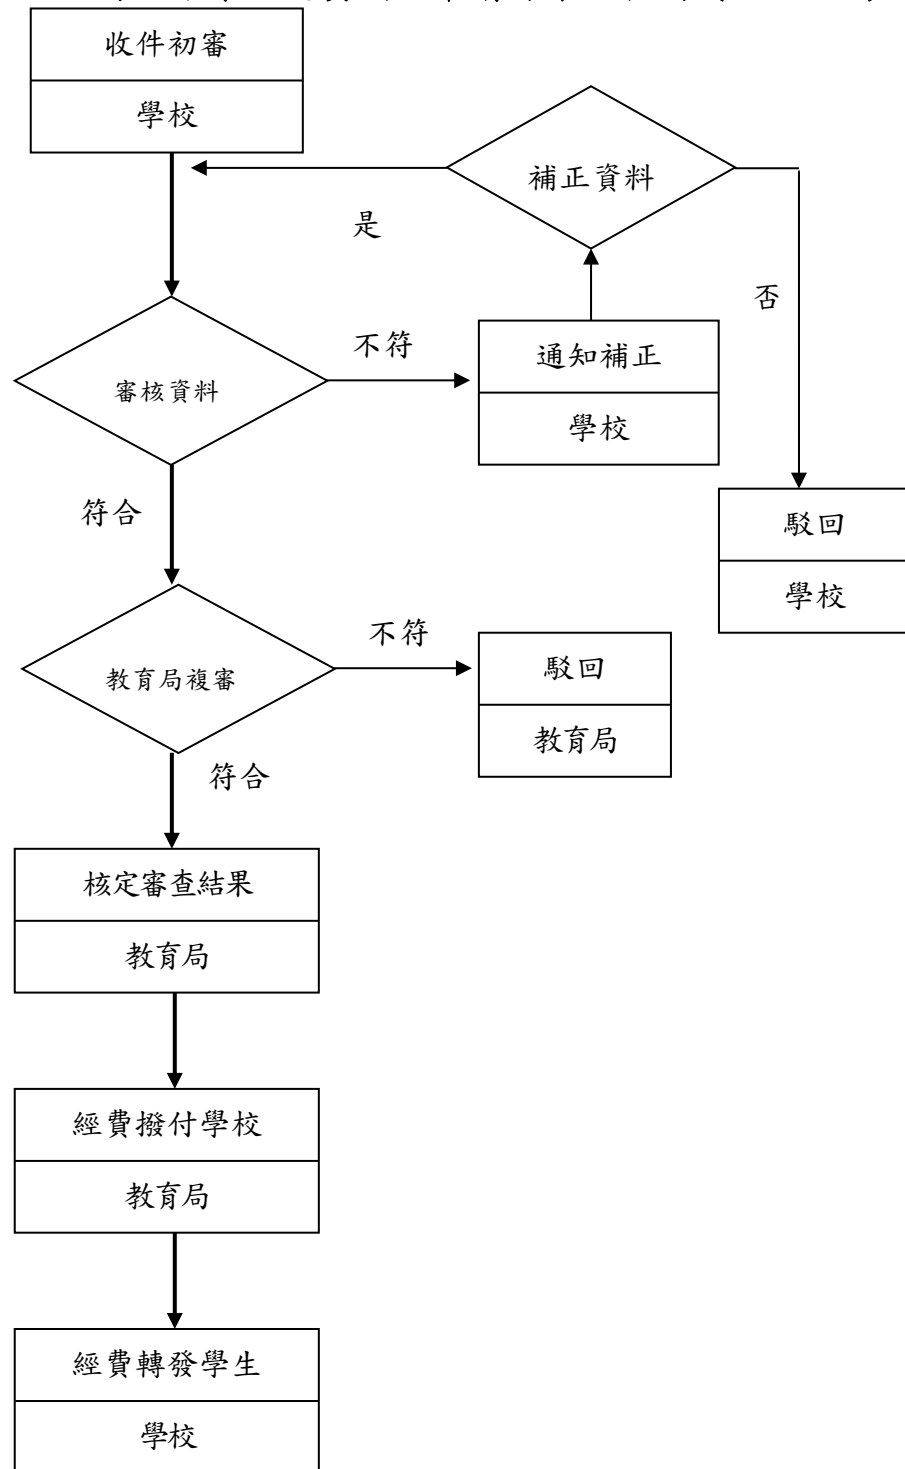 收件初審
學校
補正資料
是
否
不符
通知補正
學校
審核資料
符合
駁回
學校
不符
駁回
教育局
教育局複審
符合
核定審查結果
教育局
經費撥付學校
教育局
經費轉發學生
學校